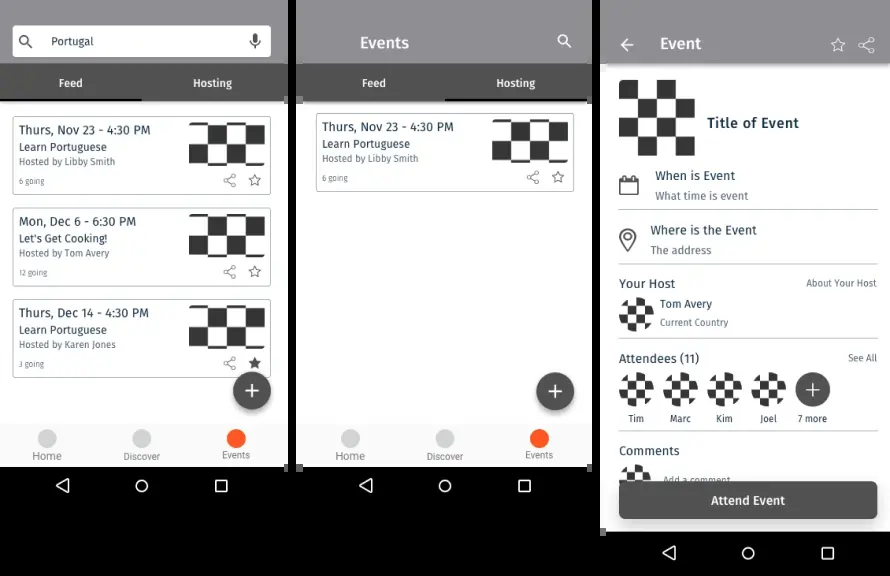 Portugal
Feed
Hosting
Thurs, Nov 23 - 4:30 PM
Learn Portuguese
Hosted by Libby Smith
6 going
Mon, Dec 6 - 6:30 PM
Let's Get Cooking!
Hosted by Tom Avery
12 going
Thurs, Dec 14 - 4:30 PM
Learn Portuguese
Hosted by Karen Jones
3 going
Home
Discover
Events
Events
Feed
Hosting
Thurs, Nov 23 - 4:30 PM
Learn Portuguese
Hosted by Libby Smith
6 going
Home
Discover
Events
Event
Title of Event
When is Event
What time is event
Where is the Event
The address
Your Host
About Your Host
Tom Avery
Current Country
Attendees (11)
See All
Tim
Marc
Kim
Joel
7 more
Comments
Add a comment
Attend Event